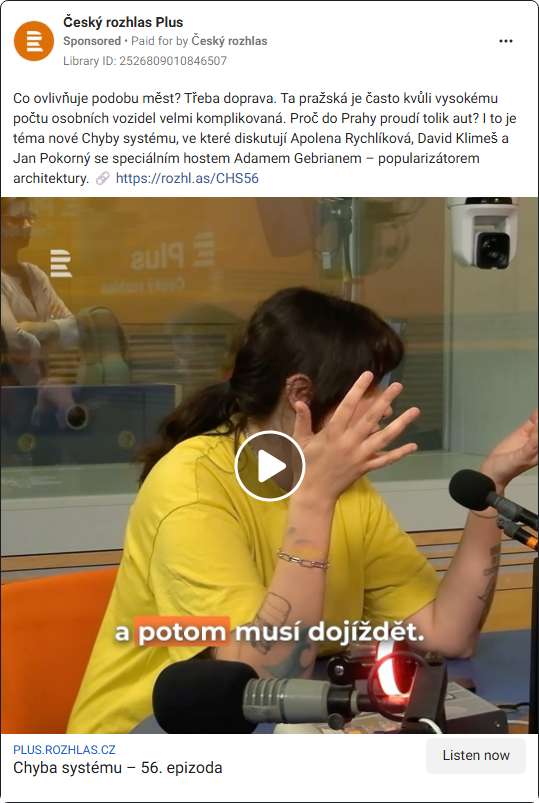 Český rozhlas Plus
Sponsored • Paid for by Český rozhlas
Library ID: 2526809010846507
Co ovlivňuje podobu měst? Třeba doprava. Ta pražská je často kvůli vysokému
počtu osobních vozidel velmi komplikovaná. Proč do Prahy proudí tolik aut? I to je
téma nové Chyby systému, ve které diskutují Apolena Rychlíková, David Klimeš a
Jan Pokorný se speciálním hostem Adamem Gebrianem – popularizátorem
architektury. 🔗 https://rozhl.as/CHS56
Plus
Český rozhlas
a potom musí dojíždět.
PLUS.ROZHLAS.CZ
Chyba systému – 56. epizoda
Listen now